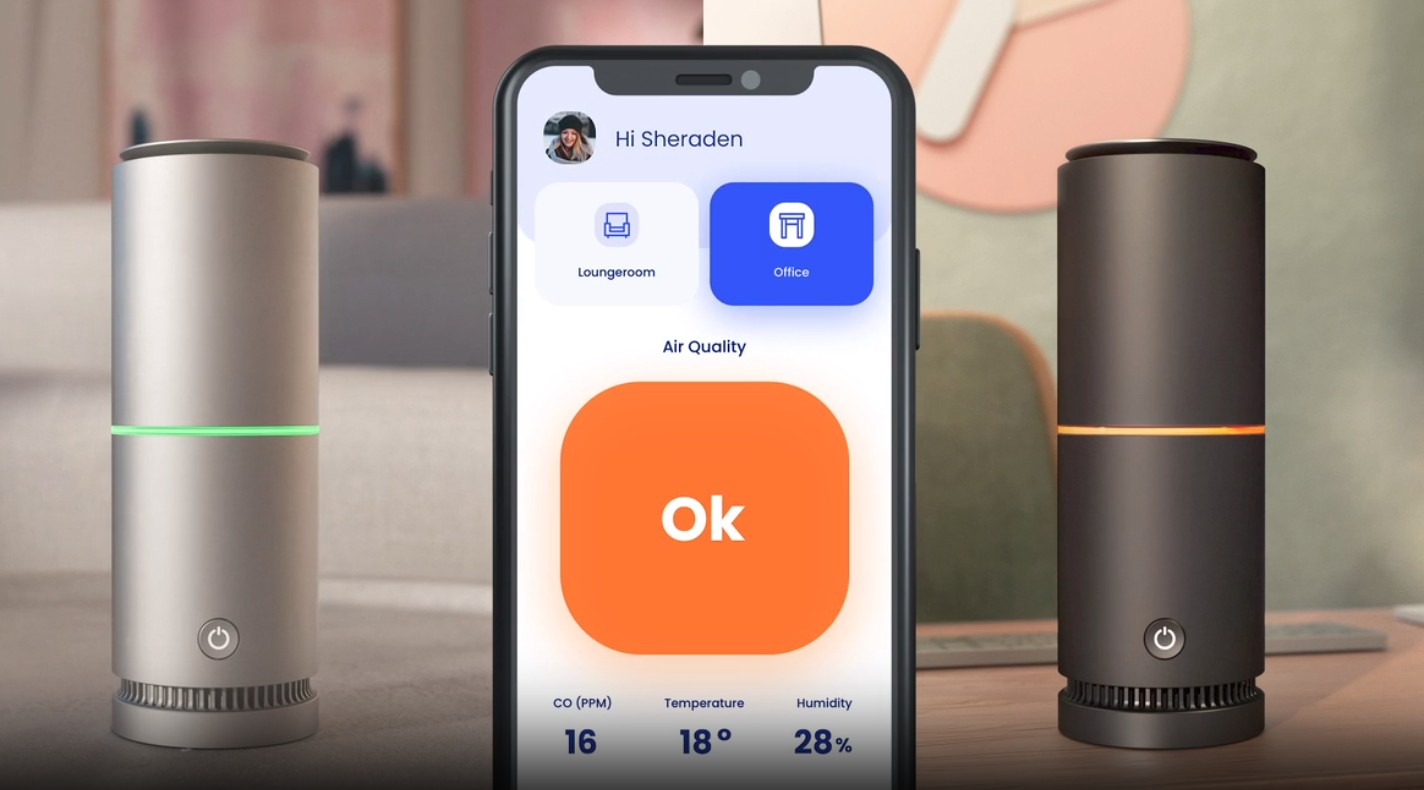 Hi Sheraden
Loungeroom
Office
Air Quality
Ok
CO (PPM)
Temperature
Humidity
16
18°
28%